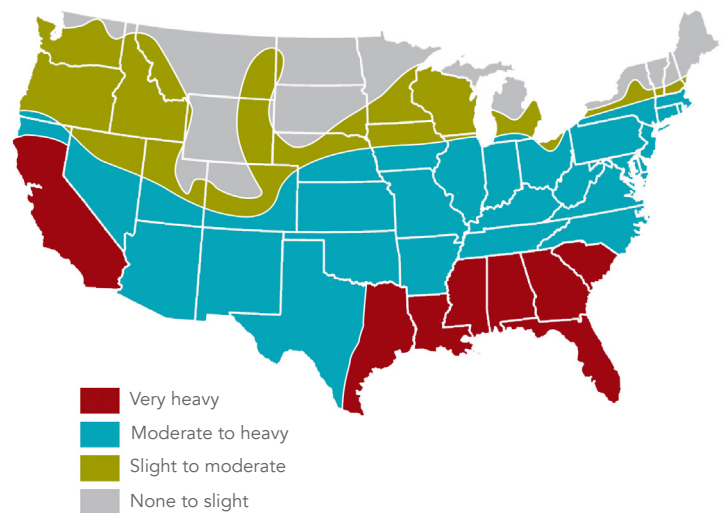 Very heavy
Moderate to heavy
Slight to moderate
None to slight